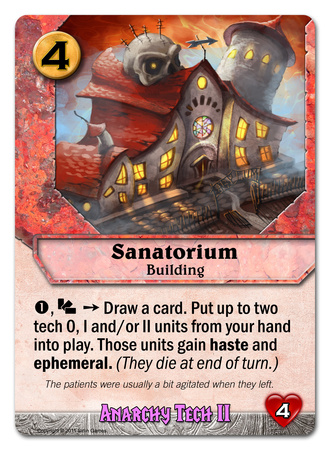 4
Sanatorium
Building
❶, → Draw a card. Put up to two
tech 0, I and/or II units from your hand
into play. Those units gain haste and
ephemeral. (They die at end of turn.)
The patients were usually a bit agitated when they left.
Anarchy Tech II
4